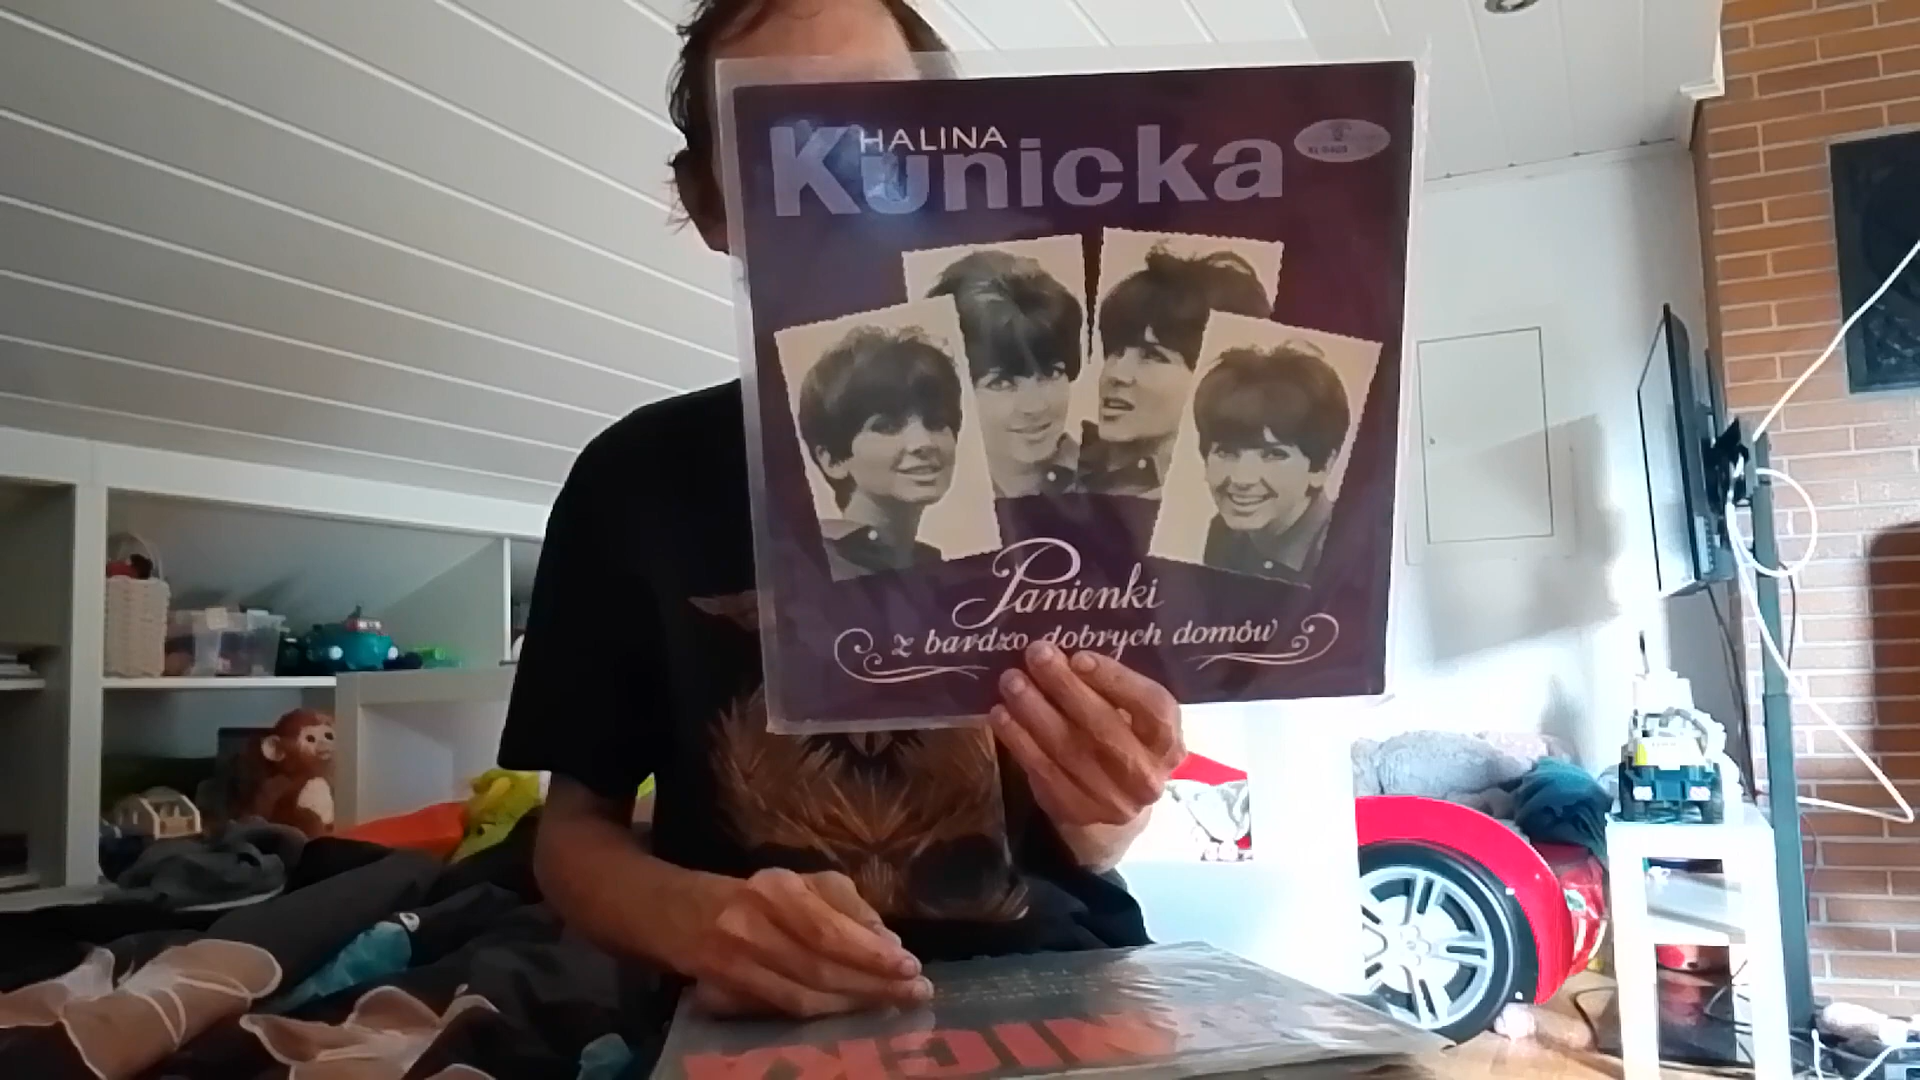 HALINA
Kunicka
Panienki
z bardzo dobrych domów
NICKA